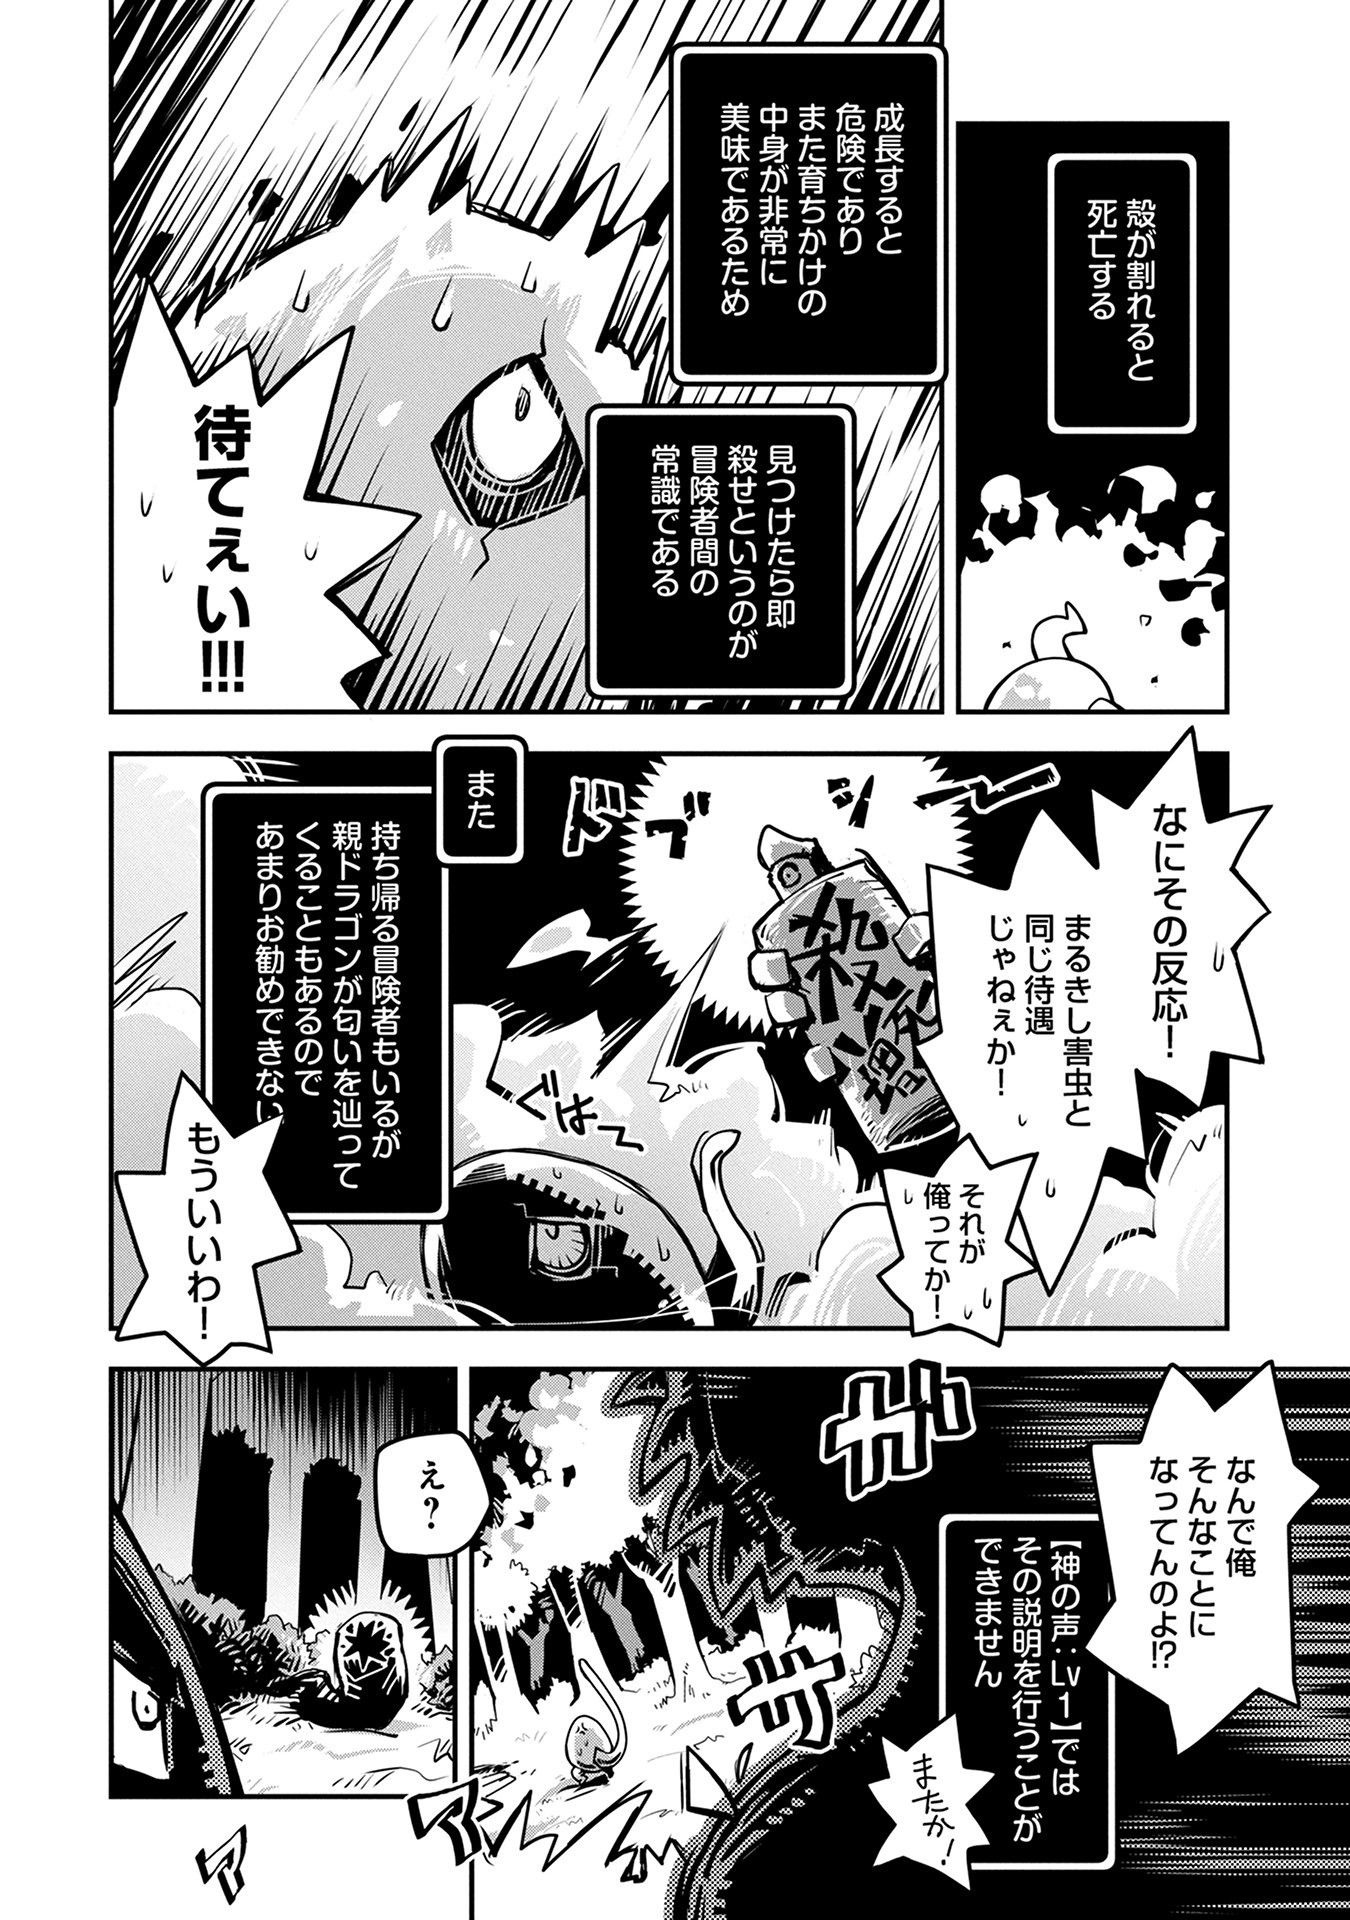 殻が割れると
死亡する
成長すると
危険であり
また育ちかけの
中身が非常に
美味であるため
見つけたら即
殺せというのが
冒険者間の
常識である
待てぇい!!!
なにその反応!
まるきし害虫と
同じ待遇
じゃねぇか!
それが
俺ってか!
殺
ドド
ぐはーっ
また
持ち帰る冒険者もいるが
親ドラゴンが匂いを辿って
くることもあるので
あまりお勧めできない
もういいわ!
なんで俺
そんなことに
なってんのよ!?
【神の声:Lv1】では
その説明を行うことが
できません
またか!
ガサ
ガサ
え?